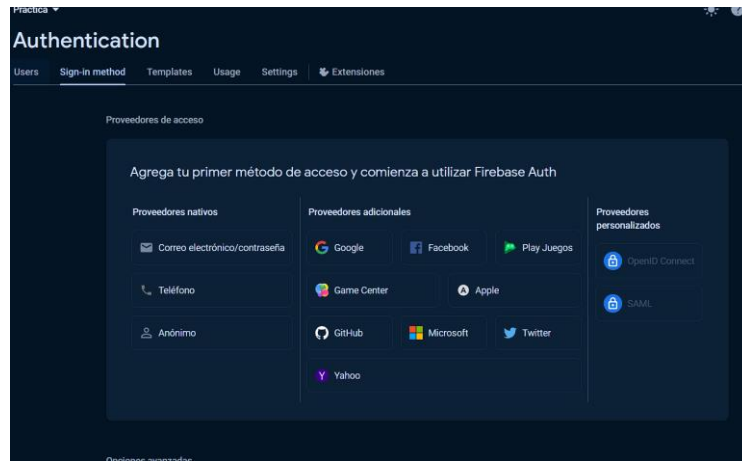 Práctica
Authentication
Users Sign-in method Templates Usage Settings Extensiones
Proveedores de acceso
Agrega tu primer método de acceso y comienza a utilizar Firebase Auth
Proveedores nativos
Correo electrónico/contraseña
Teléfono
Anónimo
Proveedores adicionales
Google Facebook Play Juegos
Game Center Apple
GitHub Microsoft Twitter
Yahoo
Proveedores
personalizados
OpenID Connect
SAML
Opciones avanzadas